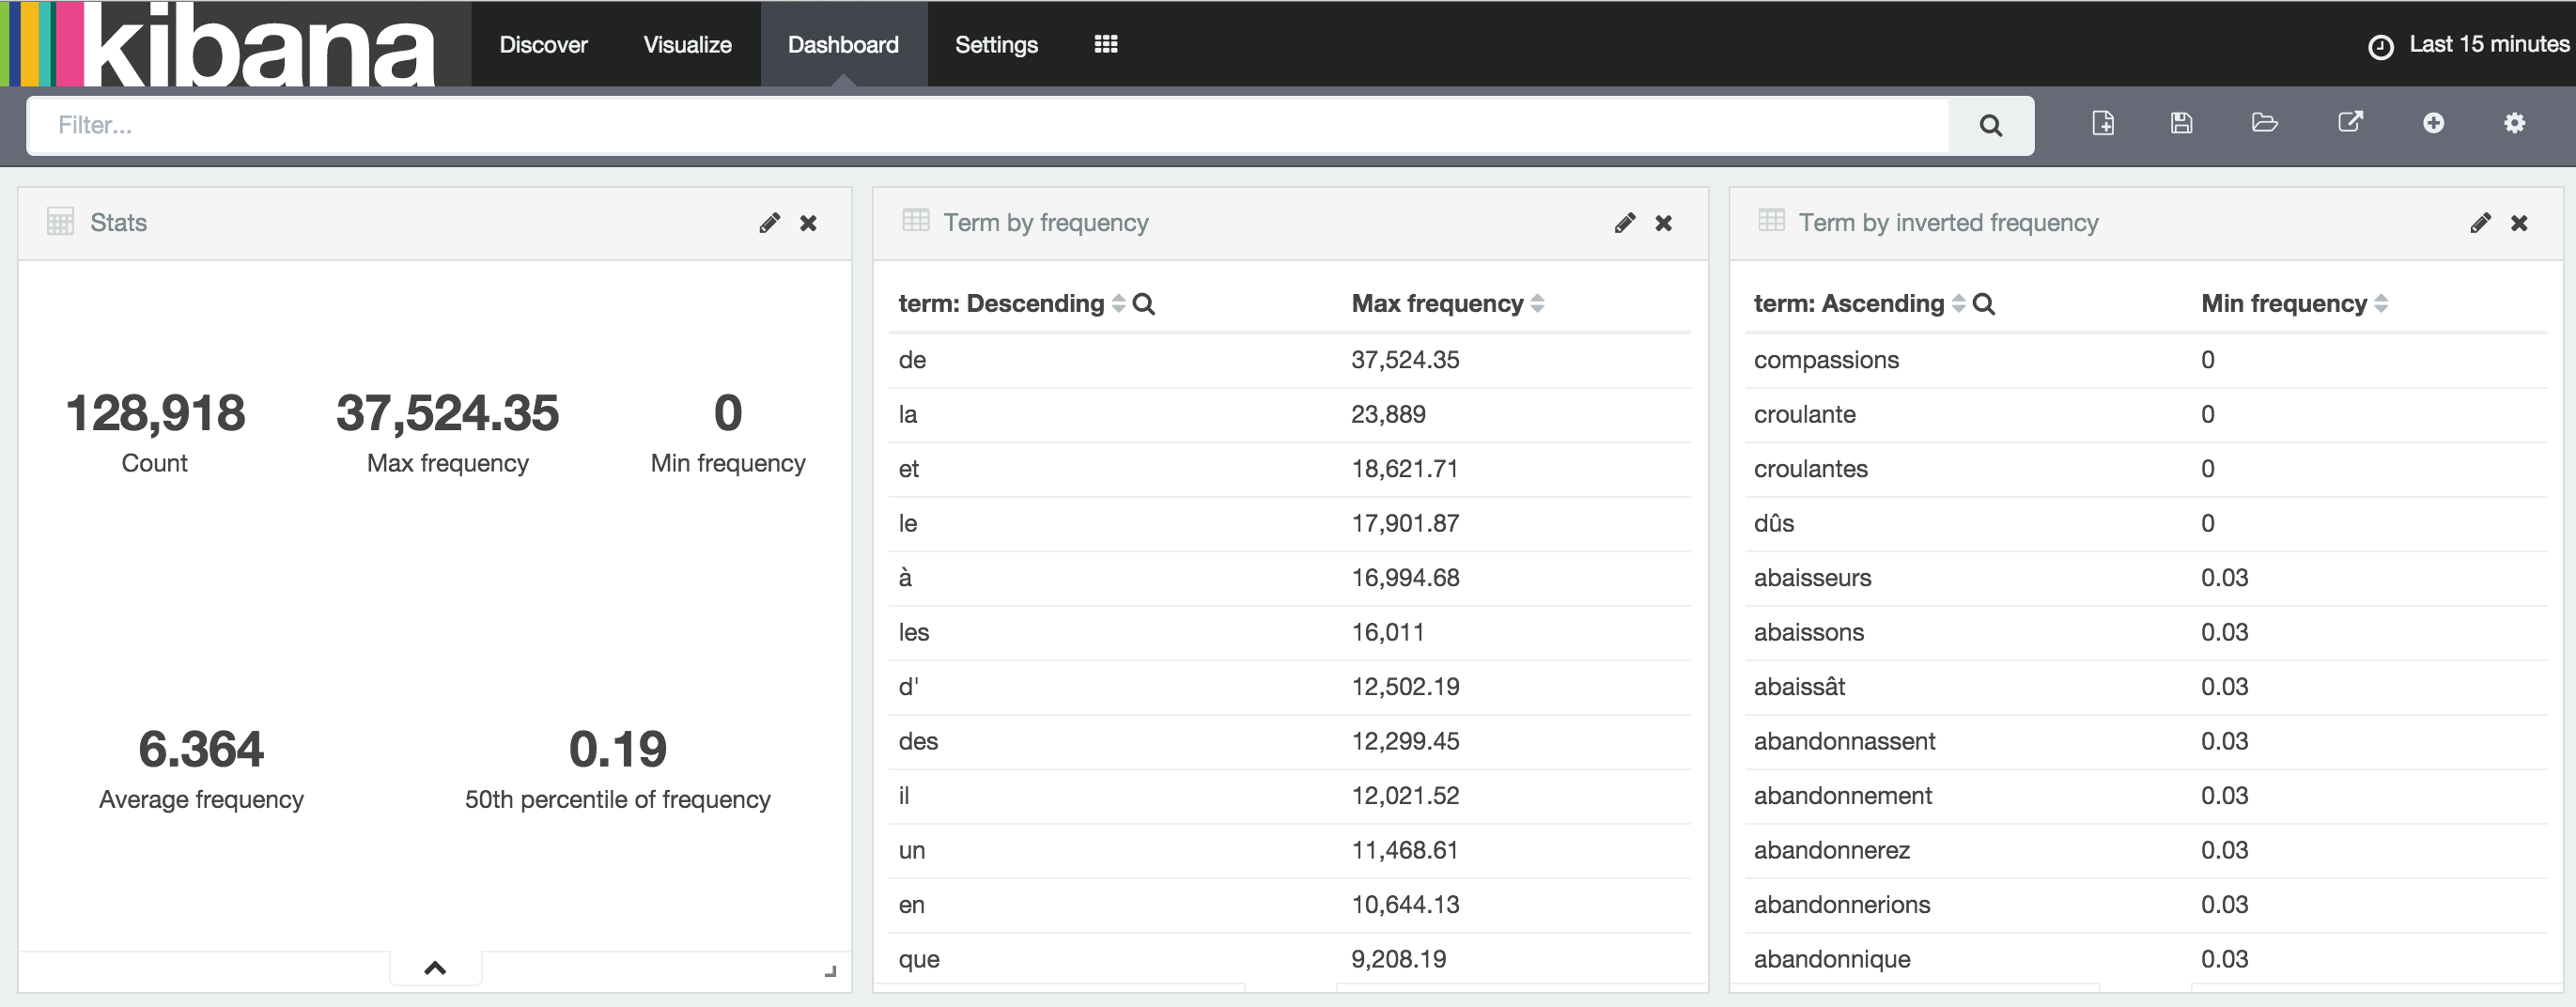 kibana Discover Visualize Dashboard Settings Last 15 minutes
Filter...
Stats
128,918 37,524.35 0
Count Max frequency Min frequency
6.364 0.19
Average frequency 50th percentile of frequency
Term by frequency
term: Descending Max frequency
de 37,524.35
la 23,889
et 18,621.71
le 17,901.87
à 16,994.68
les 16,011
d' 12,502.19
des 12,299.45
il 12,021.52
un 11,468.61
en 10,644.13
que 9,208.19
Term by inverted frequency
term: Ascending Min frequency
compassions 0
croulante 0
croulantes 0
dûs 0
abaisseurs 0.03
abaissons 0.03
abaissât 0.03
abandonnassent 0.03
abandonnement 0.03
abandonnerez 0.03
abandonnerions 0.03
abandonnique 0.03